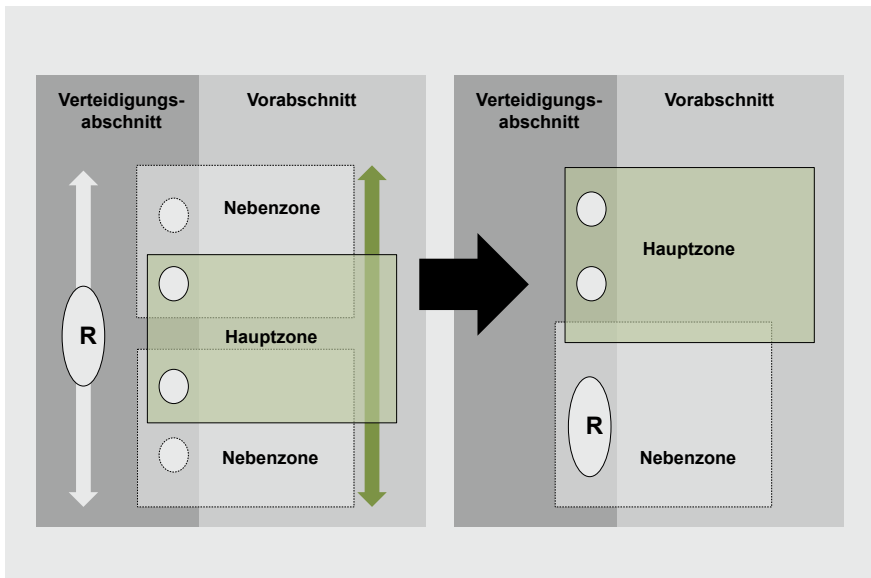 Verteidigungs-
abschnitt
Vorabschnitt
Nebenzone
R
Hauptzone
Nebenzone
Verteidigungs-
abschnitt
Vorabschnitt
Hauptzone
R
Nebenzone